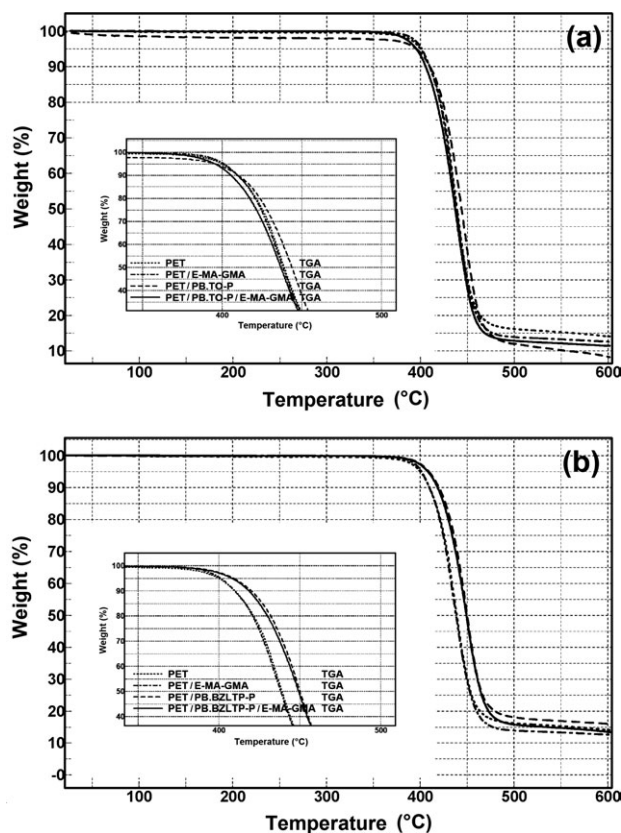 (a)
Weight (%)
100
90
80
70
60
50
40
30
20
10
100
90
80
70
60
50
40
Weight (%)
PET TGA
PET / E-MA-GMA TGA
PET / PB.TO-P TGA
PET / PB.TO-P / E-MA-GMA TGA
400 500
Temperature (°C)
100 200 300 400 500 600
Temperature (°C)
(b)
Weight (%)
100
90
80
70
60
50
40
30
20
10
-0
100
90
80
70
60
50
40
Weight (%)
PET TGA
PET / E-MA-GMA TGA
PET / PB.BZLTP-P TGA
PET / PB.BZLTP-P / E-MA-GMA TGA
400 500
Temperature (°C)
100 200 300 400 500 600
Temperature (°C)